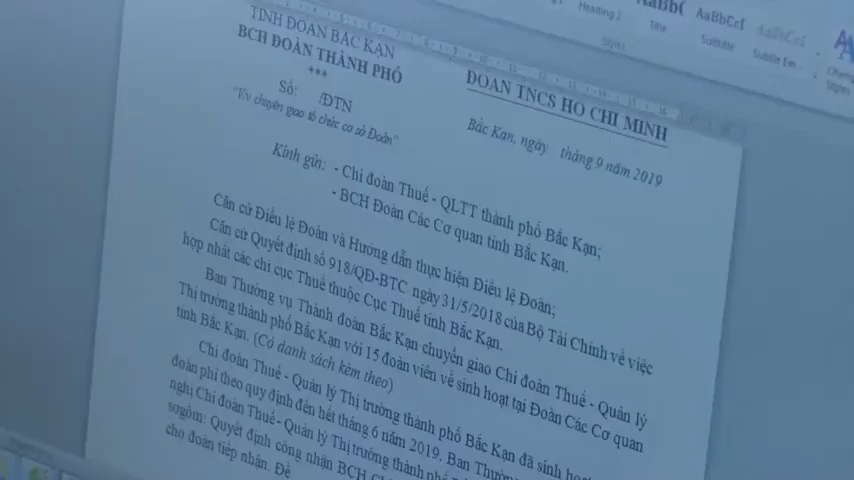 Heading 2
Title
Subtitle
Subtle Em...
AaBbCcI
AaBbCcI
Styles
TỈNH ĐOÀN BẮC KẠN
BCH ĐOÀN THÀNH PHỐ
***
Số: /ĐTN
"V/v chuyển giao tổ chức cơ sở Đoàn"
ĐOÀN TNCS HỒ CHÍ MINH
Bắc Kạn, ngày tháng 9 năm 2019
Kính gửi: - Chi đoàn Thuế - QLTT thành phố Bắc Kạn;
- BCH Đoàn Các Cơ quan tỉnh Bắc Kạn.
Căn cứ Điều lệ Đoàn và Hướng dẫn thực hiện Điều lệ Đoàn;
Căn cứ Quyết định số 918/QĐ-BTC ngày 31/5/2018 của Bộ Tài Chính về việc
hợp nhất các chi cục Thuế thuộc Cục Thuế tỉnh Bắc Kạn.
Ban Thường vụ Thành đoàn Bắc Kạn chuyển giao Chi đoàn Thuế - Quản lý
Thị trường thành phố Bắc Kạn với 15 đoàn viên về sinh hoạt tại Đoàn Các Cơ quan
tỉnh Bắc Kạn. (Có danh sách kèm theo)
Chi đoàn Thuế - Quản lý Thị trường thành phố Bắc Kạn đã sinh hoạt
đoàn phí theo quy định đến hết tháng 6 năm 2019. Ban Thường
nghị Chi đoàn Thuế - Quản lý Thị trường thành phố
sơ gồm: Quyết định công nhận BCH Chi
cho đoàn tiếp nhận. Đề